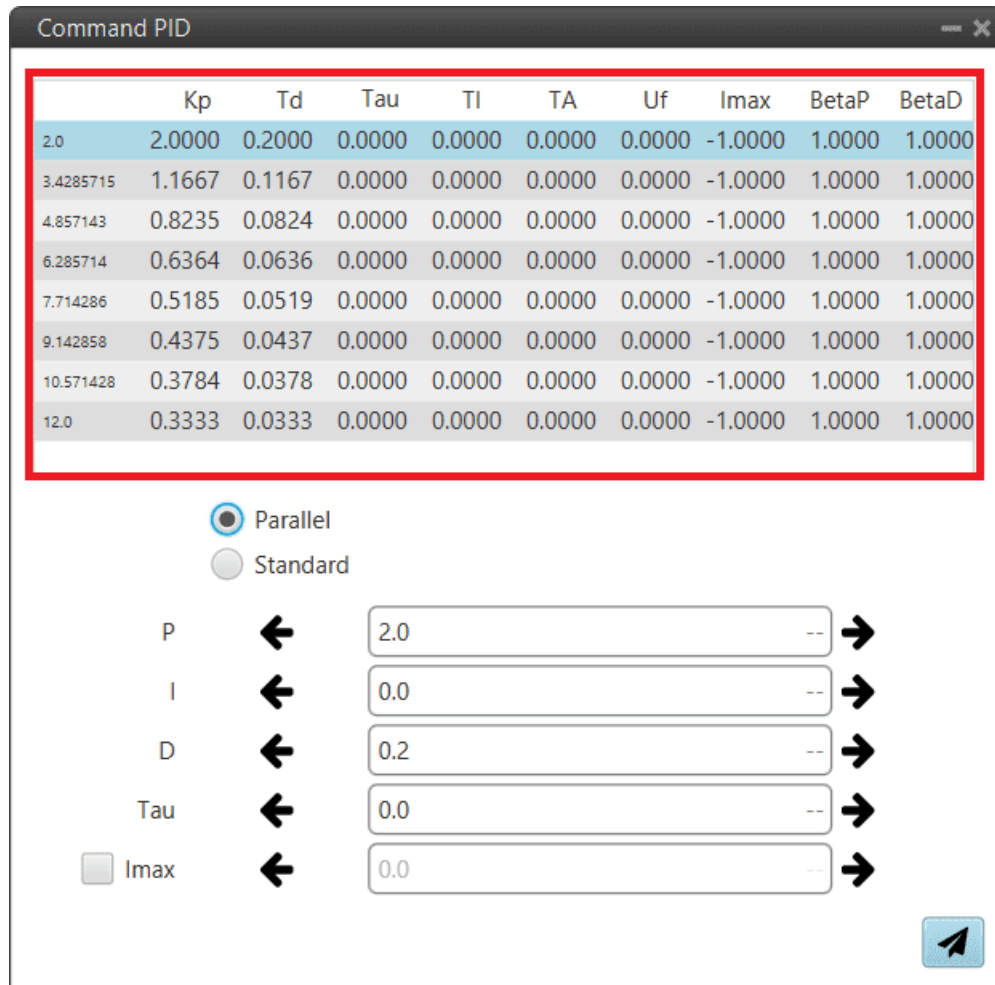 Command PID
Kp Td Tau TI TA Uf Imax BetaP BetaD
2.0 2.0000 0.2000 0.0000 0.0000 0.0000 0.0000 -1.0000 1.0000 1.0000
3.4285715 1.1667 0.1167 0.0000 0.0000 0.0000 0.0000 -1.0000 1.0000 1.0000
4.857143 0.8235 0.0824 0.0000 0.0000 0.0000 0.0000 -1.0000 1.0000 1.0000
6.285714 0.6364 0.0636 0.0000 0.0000 0.0000 0.0000 -1.0000 1.0000 1.0000
7.714286 0.5185 0.0519 0.0000 0.0000 0.0000 0.0000 -1.0000 1.0000 1.0000
9.142858 0.4375 0.0437 0.0000 0.0000 0.0000 0.0000 -1.0000 1.0000 1.0000
10.571428 0.3784 0.0378 0.0000 0.0000 0.0000 0.0000 -1.0000 1.0000 1.0000
12.0 0.3333 0.0333 0.0000 0.0000 0.0000 0.0000 -1.0000 1.0000 1.0000
Parallel
Standard
P 2.0 --
I 0.0 --
D 0.2 --
Tau 0.0 --
Imax 0.0 --